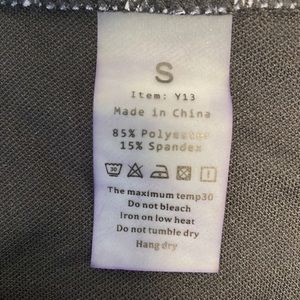 S
Item: Y13
Made in China
85% Polyester
15% Spandex
30
The maximum temp30
Do not bleach
Iron on low heat
Do not tumble dry
Hang dry